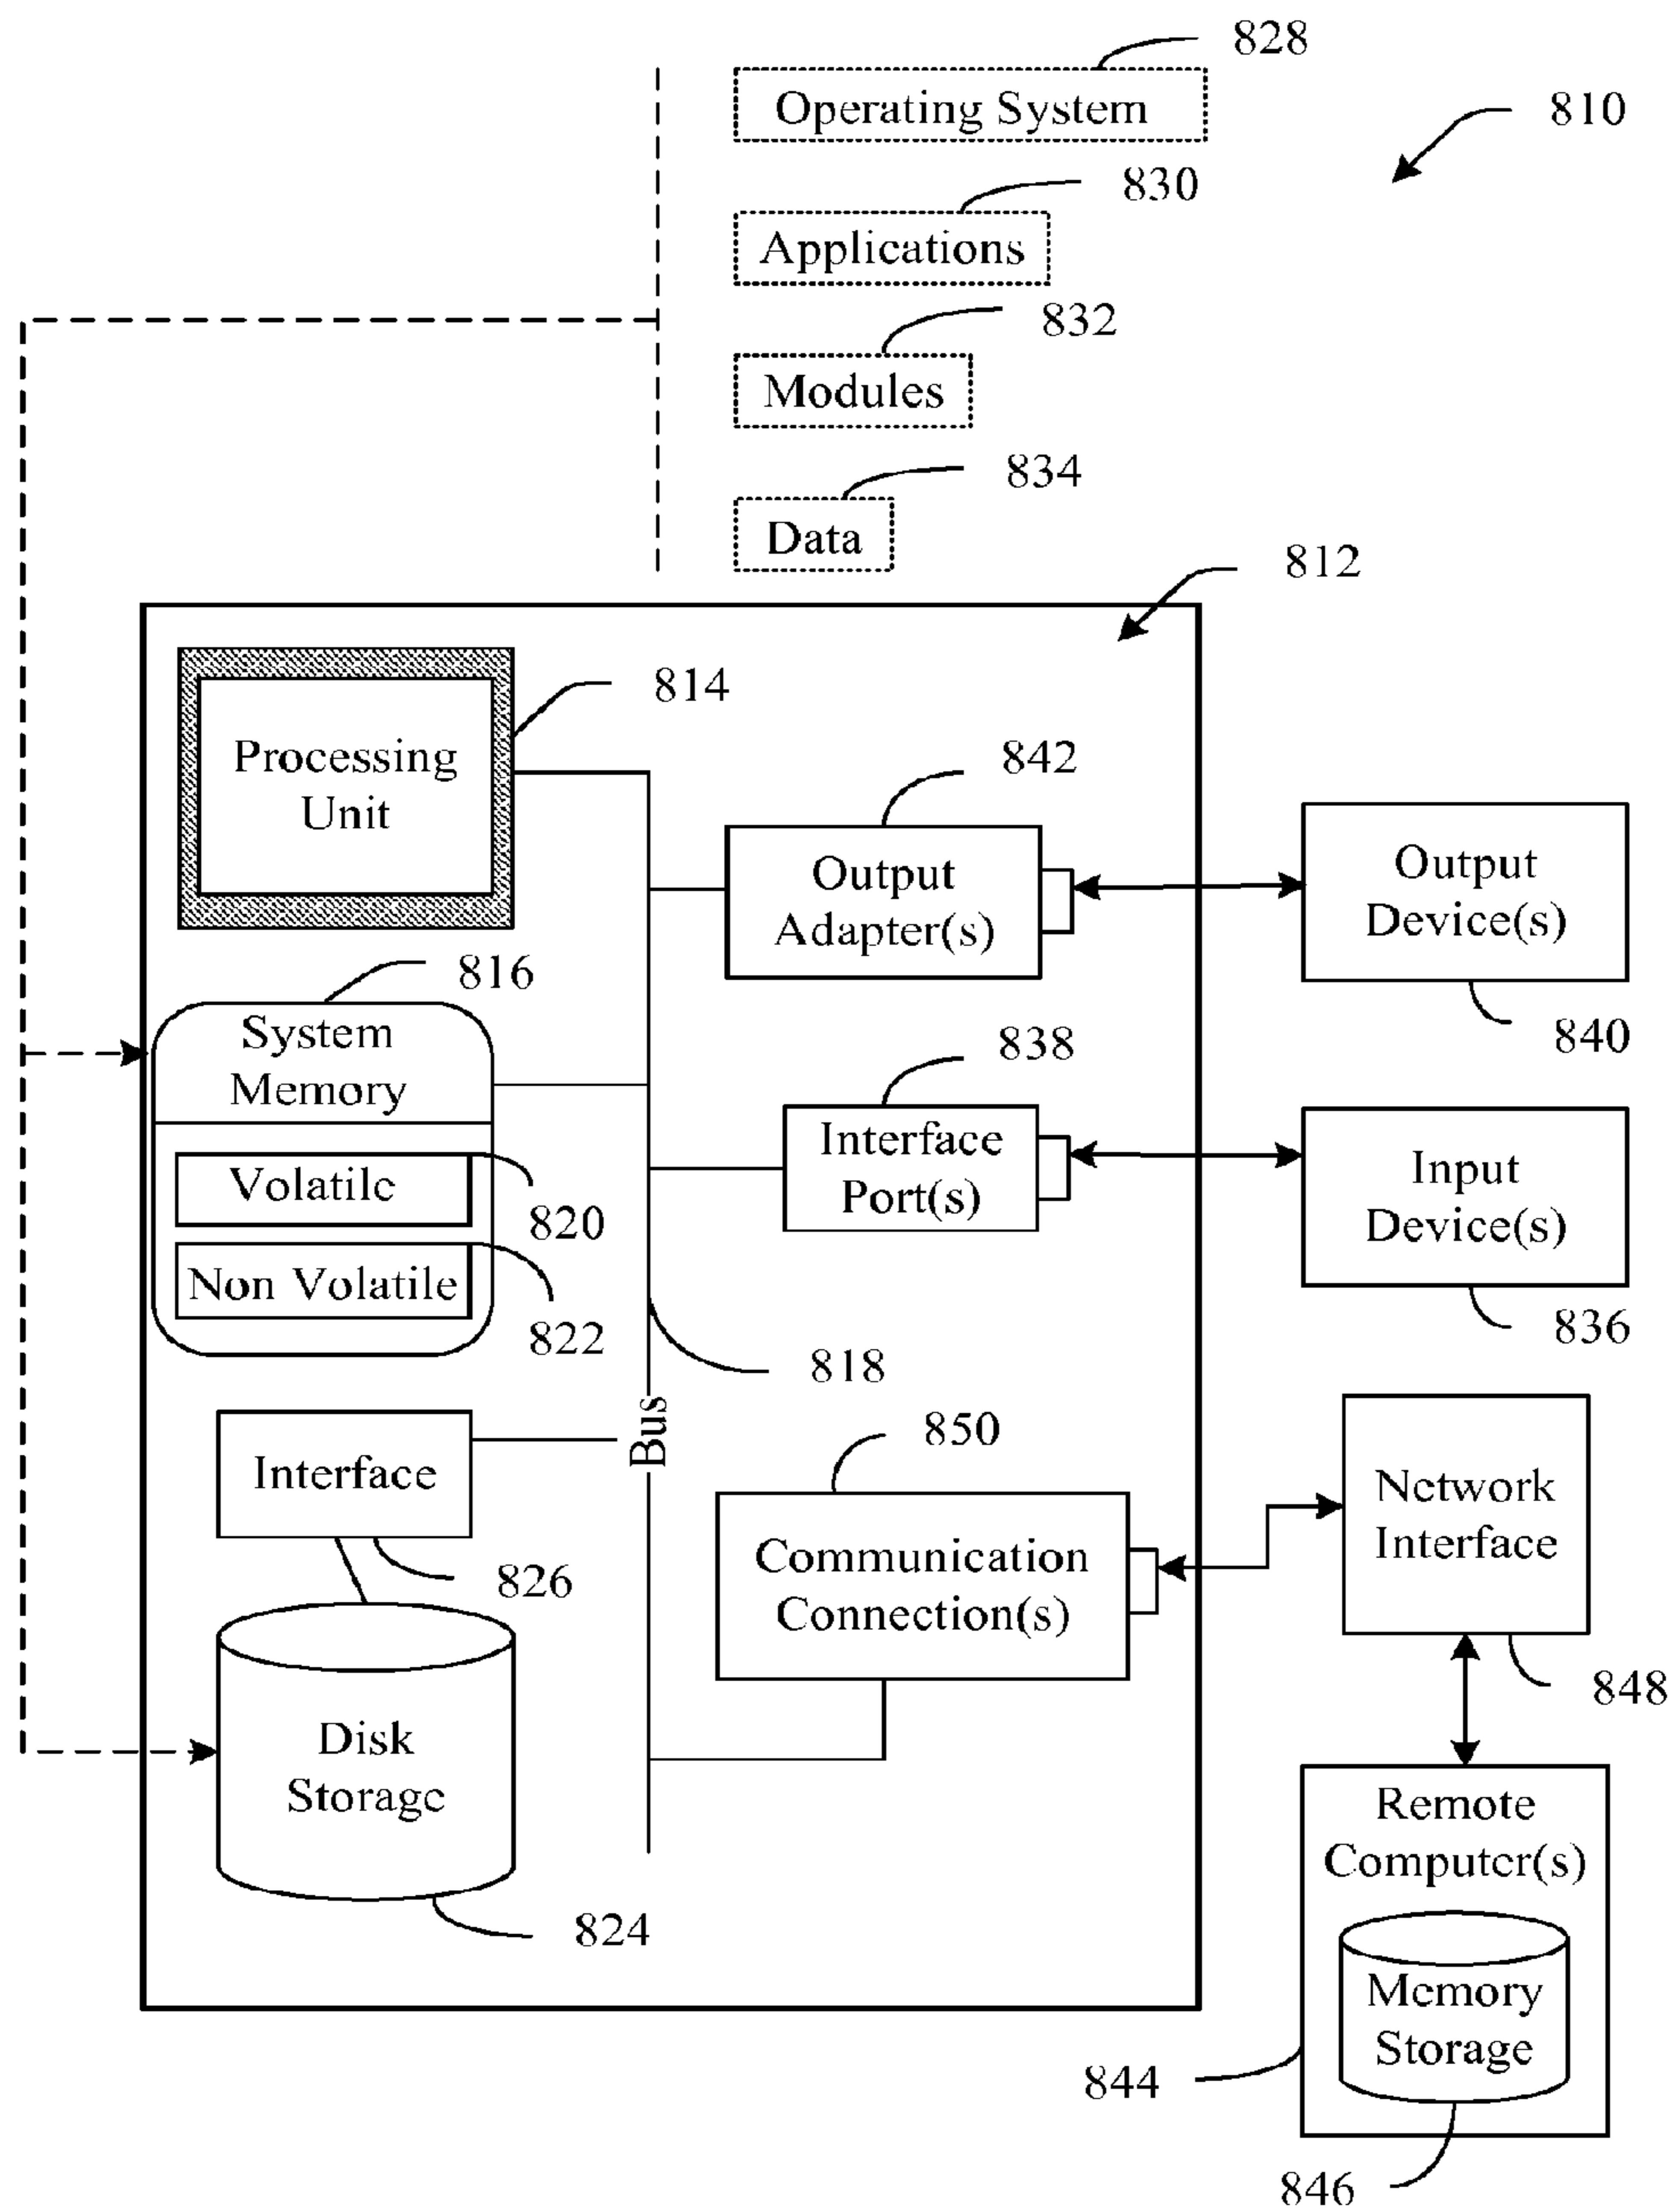 828
Operating System
810
830
Applications
832
Modules
834
Data
812
814
Processing
Unit
842
Output
Adapter(s)
Output
Device(s)
840
816
System
Memory
838
Interface
Port(s)
Input
Device(s)
836
Volatile
820
Non Volatile
822
818
Bus
850
Interface
826
Communication
Connection(s)
Network
Interface
848
Disk
Storage
824
Remote
Computer(s)
Memory
Storage
844
846